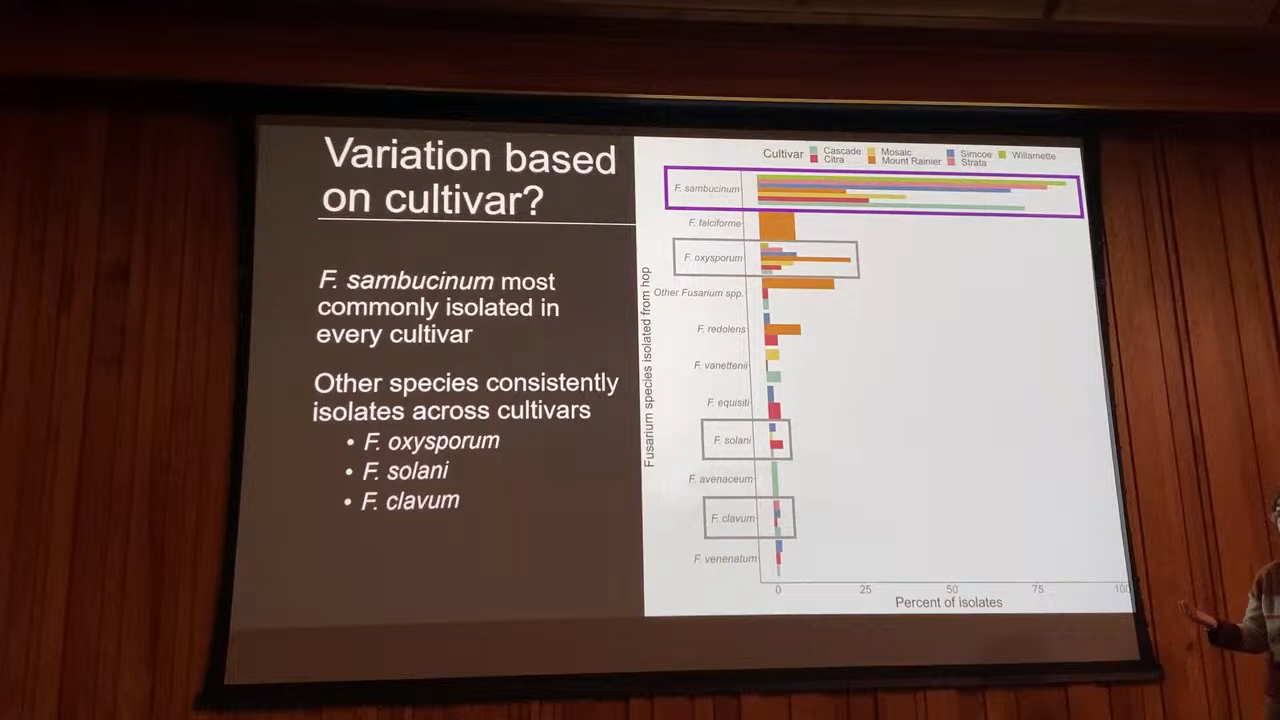 Variation based
on cultivar?
F. sambucinum most
commonly isolated in
every cultivar
Other species consistently
isolates across cultivars
• F. oxysporum
• F. solani
• F. clavum
Cultivar
Cascade
Citra
Mosaic
Mount Rainier
Simcoe
Strata
Willamette
Fusarium species isolated from hop
F. sambucinum
F. falciforme
F. oxysporum
Other Fusarium spp.
F. redolens
F. vanettenii
F. equisiti
F. solani
F. avenaceum
F. clavum
F. venenatum
0 25 50 75 100
Percent of isolates